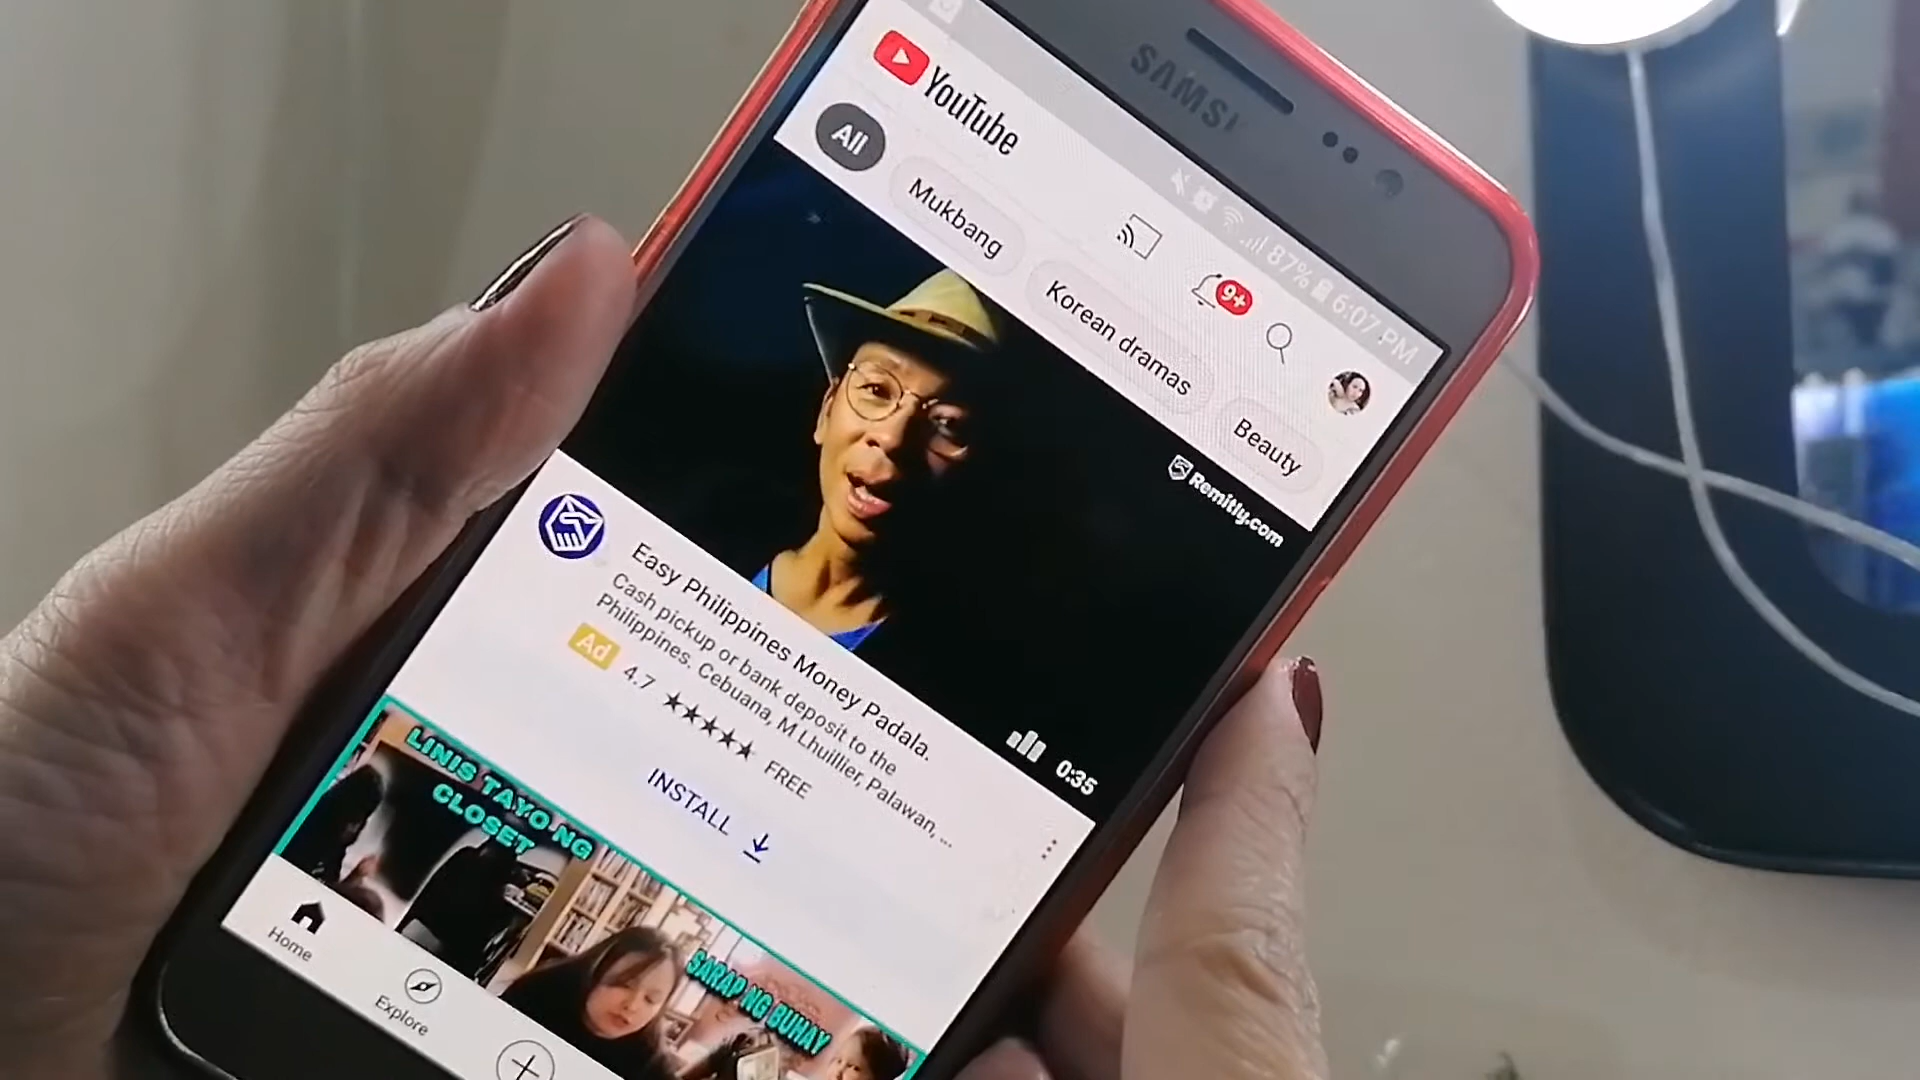 SAMS
87% 6:07 PM
YouTube
9+
All
Mukbang
Korean dramas
Beauty
Remitly.com
0:35
Easy Philippines Money Padala.
Cash pickup or bank deposit to the
Philippines. Cebuana, M Lhuillier, Palawan, ...
Ad 4.7 ★★★★★ FREE
INSTALL
LINIS TAYO NG
CLOSET
SARAP NG BUHAY
Home
Explore